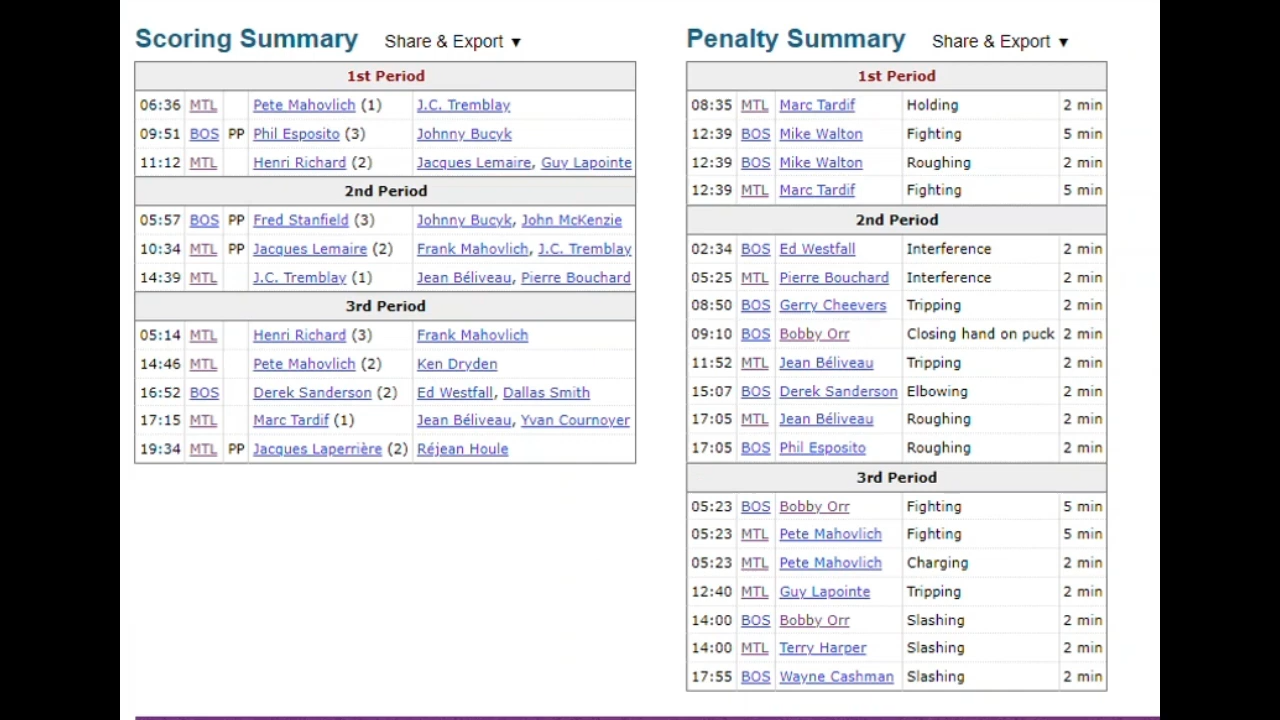 Scoring Summary Share & Export ▼
1st Period
06:36 MTL Pete Mahovlich (1) J.C. Tremblay
09:51 BOS PP Phil Esposito (3) Johnny Bucyk
11:12 MTL Henri Richard (2) Jacques Lemaire, Guy Lapointe
2nd Period
05:57 BOS PP Fred Stanfield (3) Johnny Bucyk, John McKenzie
10:34 MTL PP Jacques Lemaire (2) Frank Mahovlich, J.C. Tremblay
14:39 MTL J.C. Tremblay (1) Jean Béliveau, Pierre Bouchard
3rd Period
05:14 MTL Henri Richard (3) Frank Mahovlich
14:46 MTL Pete Mahovlich (2) Ken Dryden
16:52 BOS Derek Sanderson (2) Ed Westfall, Dallas Smith
17:15 MTL Marc Tardif (1) Jean Béliveau, Yvan Cournoyer
19:34 MTL PP Jacques Laperrière (2) Réjean Houle
Penalty Summary Share & Export ▼
1st Period
08:35 MTL Marc Tardif Holding 2 min
12:39 BOS Mike Walton Fighting 5 min
12:39 BOS Mike Walton Roughing 2 min
12:39 MTL Marc Tardif Fighting 5 min
2nd Period
02:34 BOS Ed Westfall Interference 2 min
05:25 MTL Pierre Bouchard Interference 2 min
08:50 BOS Gerry Cheevers Tripping 2 min
09:10 BOS Bobby Orr Closing hand on puck 2 min
11:52 MTL Jean Béliveau Tripping 2 min
15:07 BOS Derek Sanderson Elbowing 2 min
17:05 MTL Jean Béliveau Roughing 2 min
17:05 BOS Phil Esposito Roughing 2 min
3rd Period
05:23 BOS Bobby Orr Fighting 5 min
05:23 MTL Pete Mahovlich Fighting 5 min
05:23 MTL Pete Mahovlich Charging 2 min
12:40 MTL Guy Lapointe Tripping 2 min
14:00 BOS Bobby Orr Slashing 2 min
14:00 MTL Terry Harper Slashing 2 min
17:55 BOS Wayne Cashman Slashing 2 min